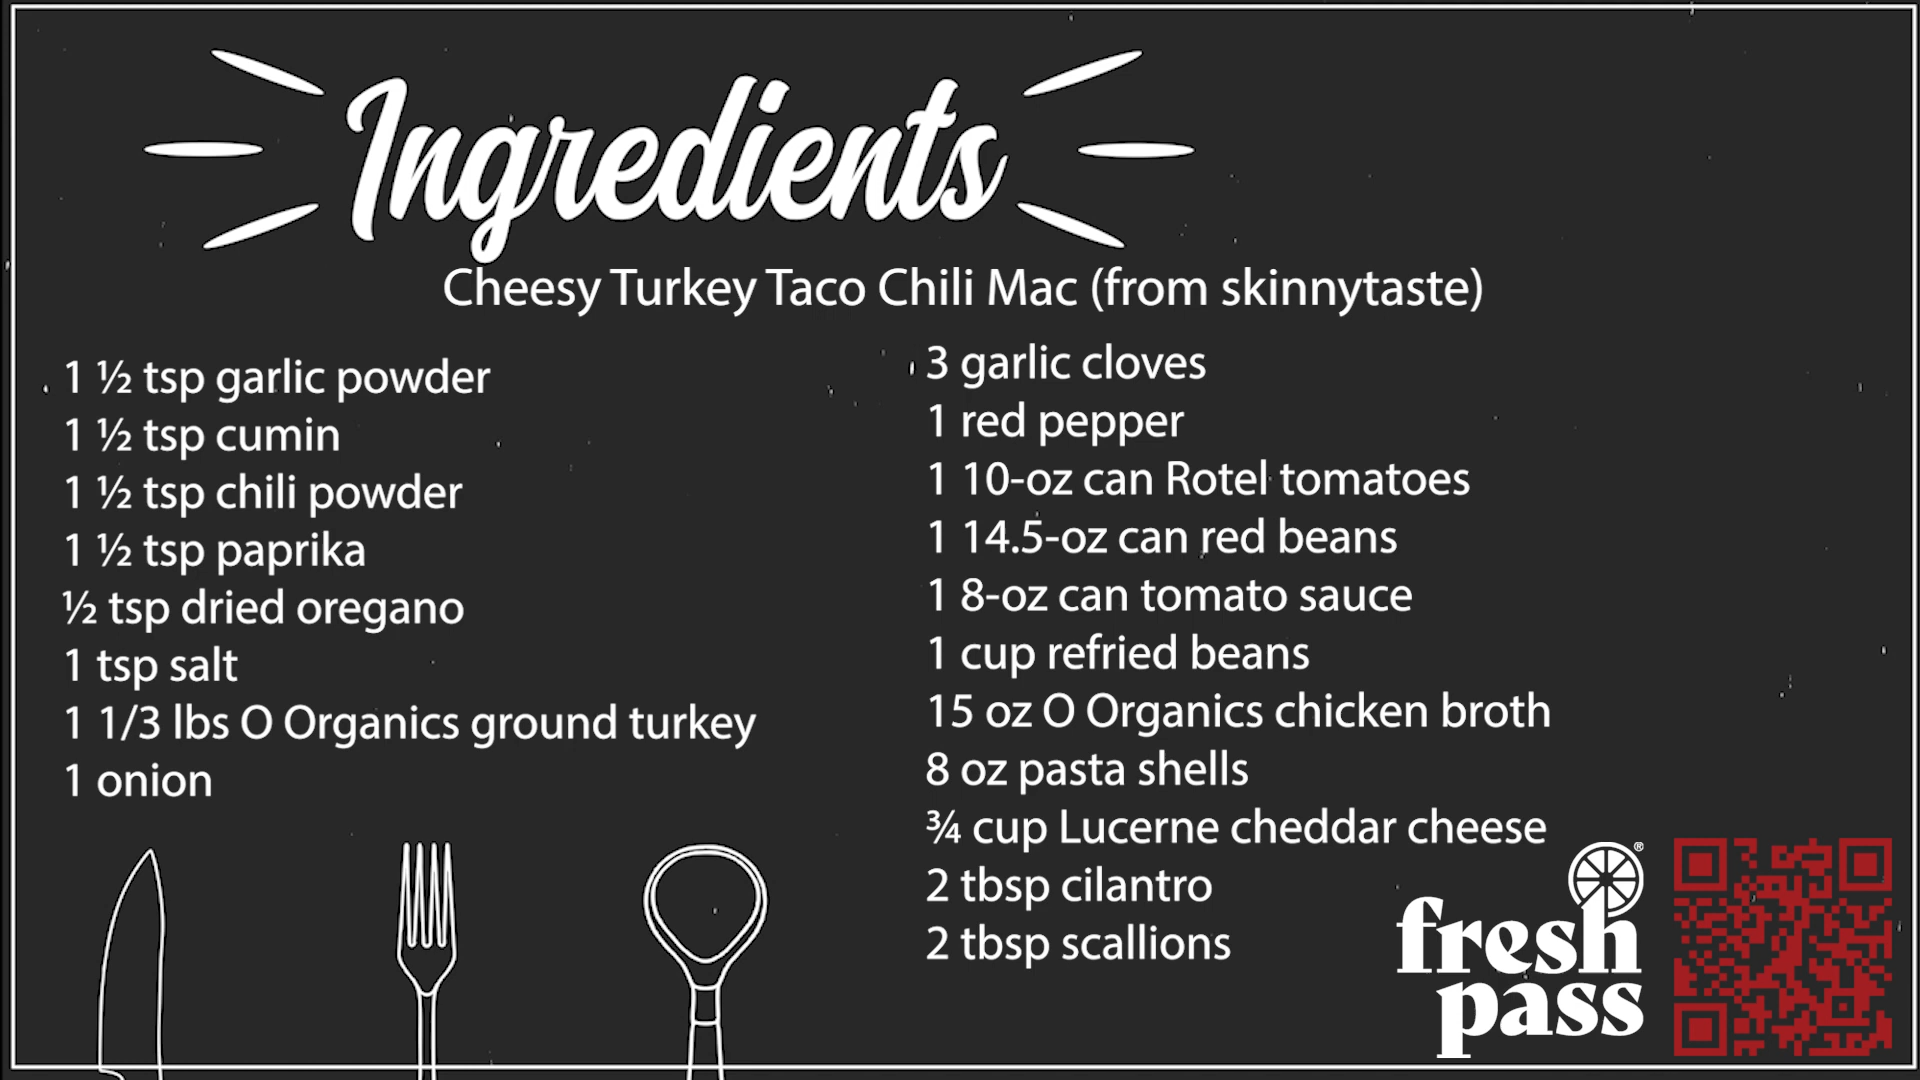 Ingredients
Cheesy Turkey Taco Chili Mac (from skinnytaste)
1 ½ tsp garlic powder
1 ½ tsp cumin
1 ½ tsp chili powder
1 ½ tsp paprika
½ tsp dried oregano
1 tsp salt
1 1/3 lbs O Organics ground turkey
1 onion
3 garlic cloves
1 red pepper
1 10-oz can Rotel tomatoes
1 14.5-oz can red beans
1 8-oz can tomato sauce
1 cup refried beans
15 oz O Organics chicken broth
8 oz pasta shells
¾ cup Lucerne cheddar cheese
2 tbsp cilantro
2 tbsp scallions
fresh®
pass